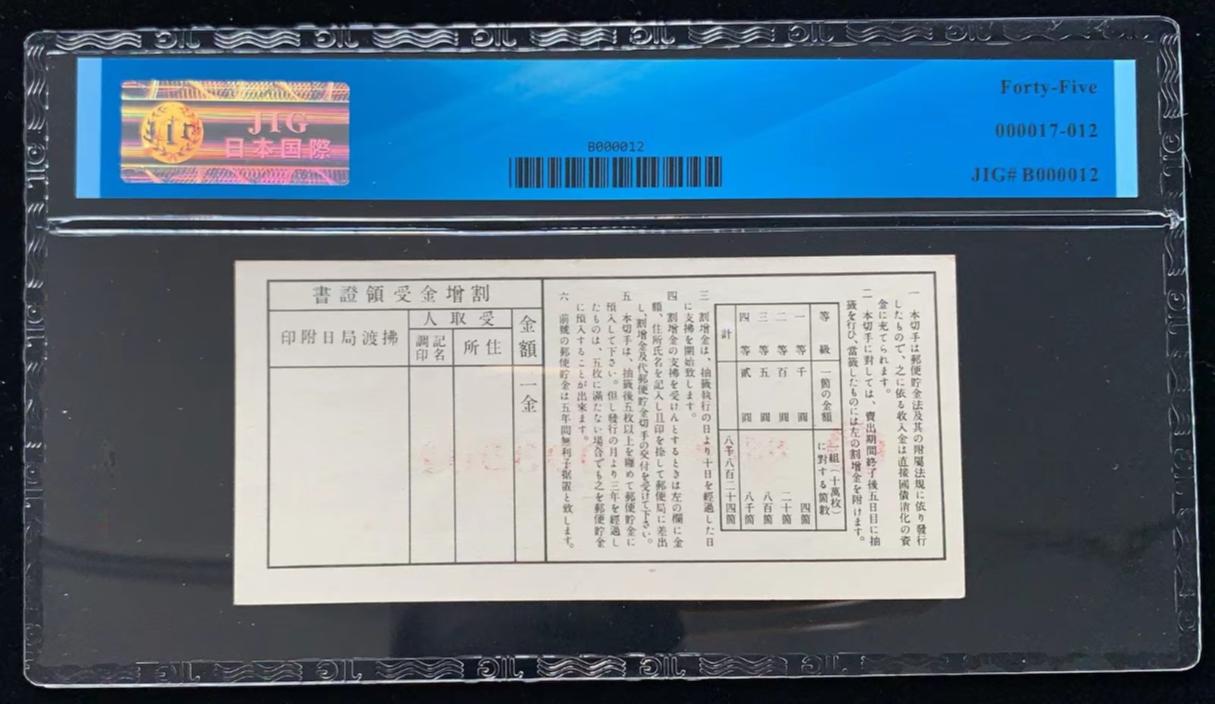 JIG
日本国際
B000012
Forty-Five
000017-012
JIG# B000012
一 本切手は郵便貯金法及其の附屬法規に依り發行
したもので、之に依る收入金は直接國債消化の資
金に充てられます。
二 本切手に對しては、賣出期間終了後五日目に抽
籤を行ひ、當籤したものには左の割增金を附けます。
等級 一箇の金額 一組(十萬枚)に對する箇數
一等 千圓 四箇
二等 百圓 二十箇
三等 五圓 八百箇
四等 貳圓 八千箇
計 八千八百二十四箇
三 割增金は、抽籤執行の日より十日を經過した日
に支拂を開始致します。
四 割增金の支拂を受けんとするときは左の欄に金
額、住所氏名を記入し且印を捺して郵便局に差出
し、割增金及代り郵便貯金切手の交付を受けて下さい。
五 本切手は、抽籤後五枚以上を纏めて郵便貯金に
預入して下さい。但し發行の月より三年を經過し
たものは、五枚に滿たない場合でも之を郵便貯金
に預入することが出來ます。
六 前號の郵便貯金は五年間無利子据置と致します。
書證領受金增割
金額
一金
人取受
所住
記名調印
印附日局渡拂